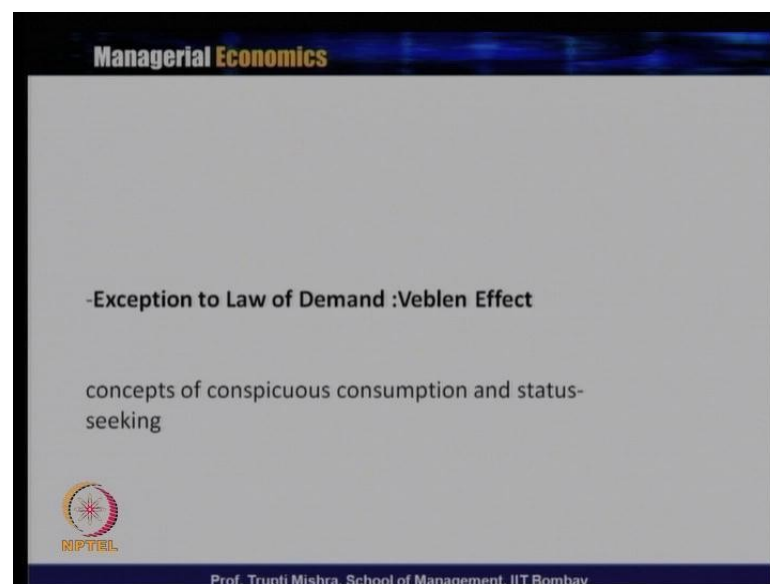 Managerial Economics
-Exception to Law of Demand :Veblen Effect
concepts of conspicuous consumption and status-
seeking
NPTEL
Prof. Trupti Mishra, School of Management, IIT Bombay